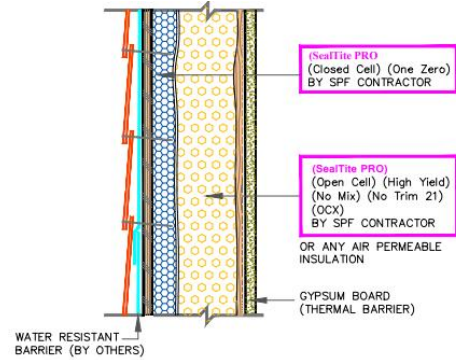 (SealTite PRO
(Closed Cell) (One Zero)
BY SPF CONTRACTOR
(SealTite PRO)
(Open Cell) (High Yield)
(No Mix) (No Trim 21)
(OCX)
BY SPF CONTRACTOR
OR ANY AIR PERMEABLE
INSULATION
GYPSUM BOARD
(THERMAL BARRIER)
WATER RESISTANT
BARRIER (BY OTHERS)